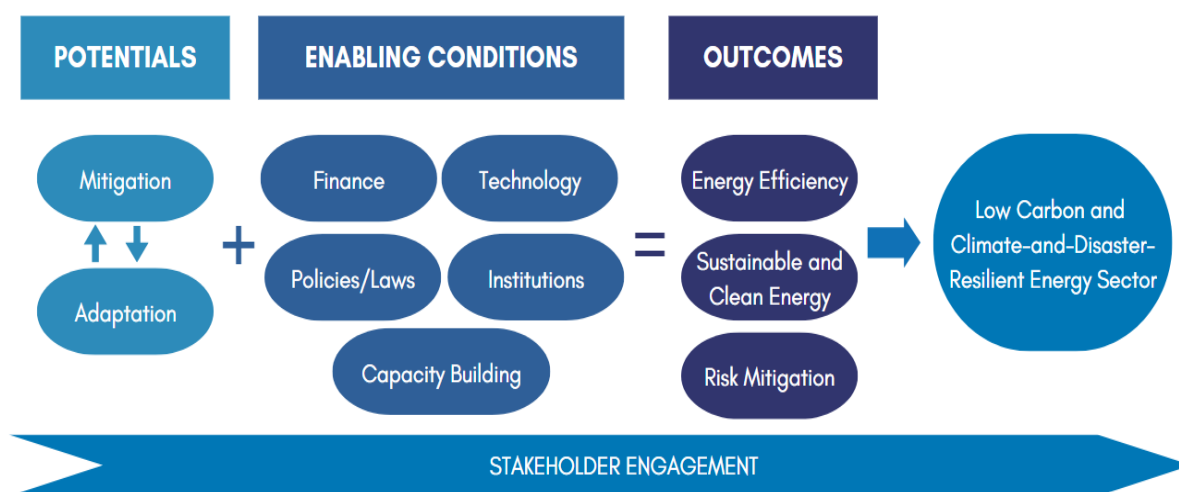 POTENTIALS
ENABLING CONDITIONS
OUTCOMES
Mitigation
Adaptation
+
Finance
Technology
Policies/Laws
Institutions
Capacity Building
=
Energy Efficiency
Sustainable and
Clean Energy
Risk Mitigation
Low Carbon and
Climate-and-Disaster-
Resilient Energy Sector
STAKEHOLDER ENGAGEMENT